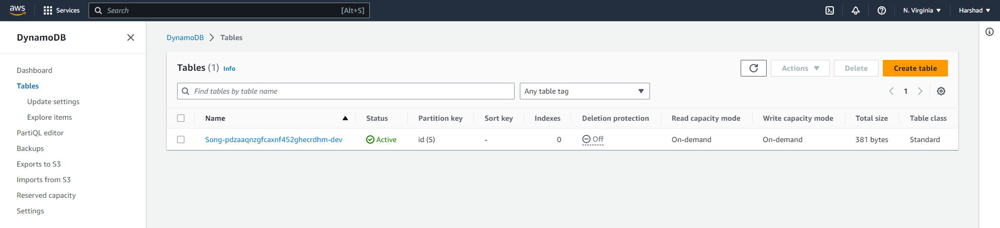 aws Services Search [Alt+S] N. Virginia Harshad
DynamoDB
Dashboard
Tables
Update settings
Explore items
PartiQL editor
Backups
Exports to S3
Imports from S3
Reserved capacity
Settings
DynamoDB Tables
Tables (1) Info Actions Delete Create table
Find tables by table name Any table tag 1
Name Status Partition key Sort key Indexes Deletion protection Read capacity mode Write capacity mode Total size Table class
Song-pdzaaqnzgfcaxnf452ghecrdhm-dev Active id (S) - 0 Off On-demand On-demand 381 bytes Standard